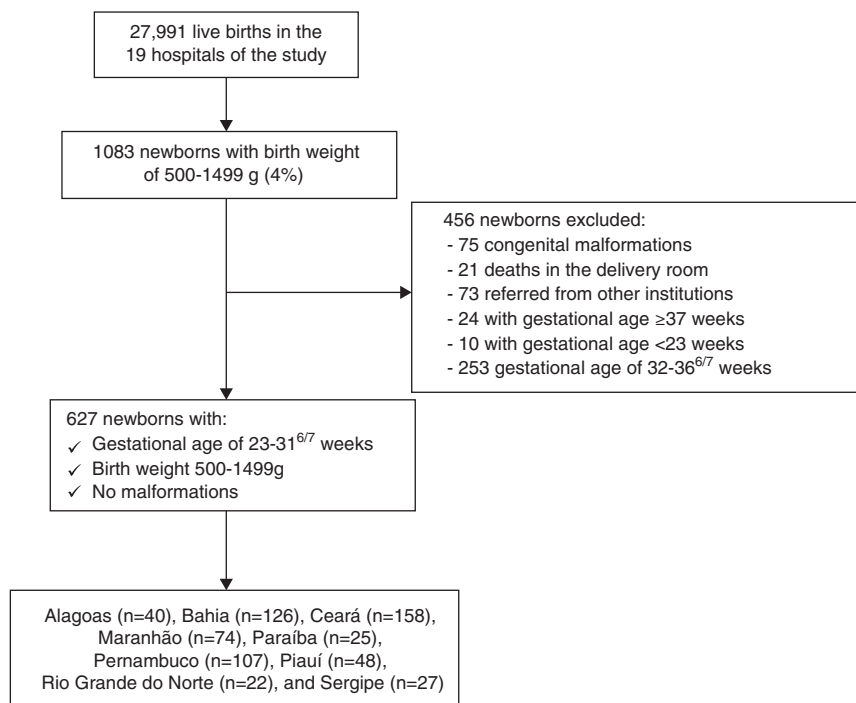 27,991 live births in the
19 hospitals of the study
1083 newborns with birth weight
of 500-1499 g (4%)
456 newborns excluded:
- 75 congenital malformations
- 21 deaths in the delivery room
- 73 referred from other institutions
- 24 with gestational age ≥37 weeks
- 10 with gestational age <23 weeks
- 253 gestational age of 32-36^6/7 weeks
627 newborns with:
✓ Gestational age of 23-31^6/7 weeks
✓ Birth weight 500-1499g
✓ No malformations
Alagoas (n=40), Bahia (n=126), Ceará (n=158),
Maranhão (n=74), Paraíba (n=25),
Pernambuco (n=107), Piauí (n=48),
Rio Grande do Norte (n=22), and Sergipe (n=27)